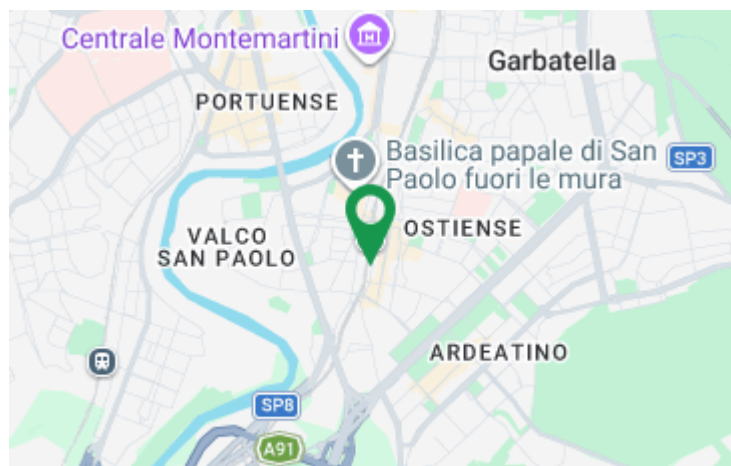 Centrale Montemartini
Garbatella
PORTUENSE
Basilica papale di San
Paolo fuori le mura
SP3
OSTIENSE
VALCO
SAN PAOLO
ARDEATINO
SP8
A91